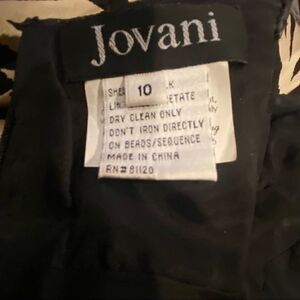 Jovani
10
DRY CLEAN ONLY
DON'T IRON DIRECTLY
ON BEADS/SEQUENCE
MADE IN CHINA
RN# 81120